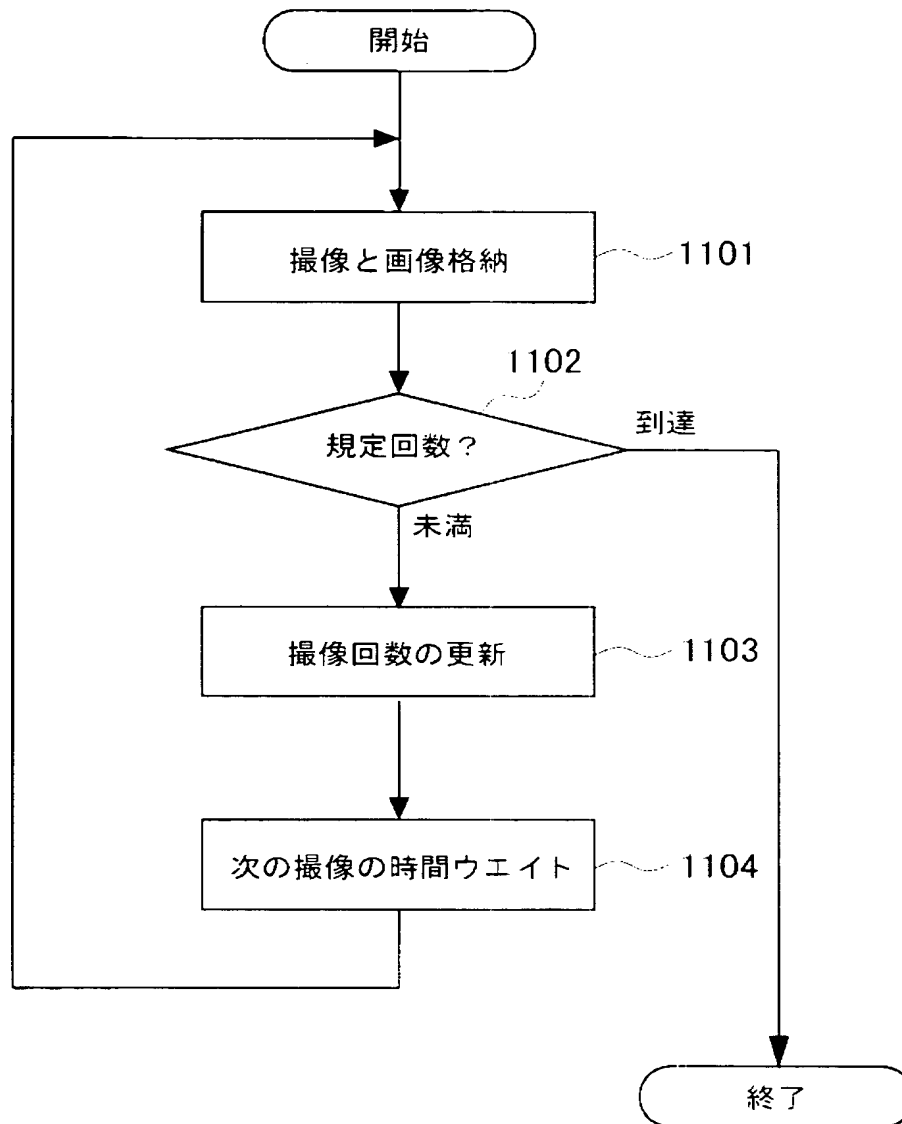 開始
撮像と画像格納
1101
1102
規定回数？
到達
未満
撮像回数の更新
1103
次の撮像の時間ウエイト
1104
終了